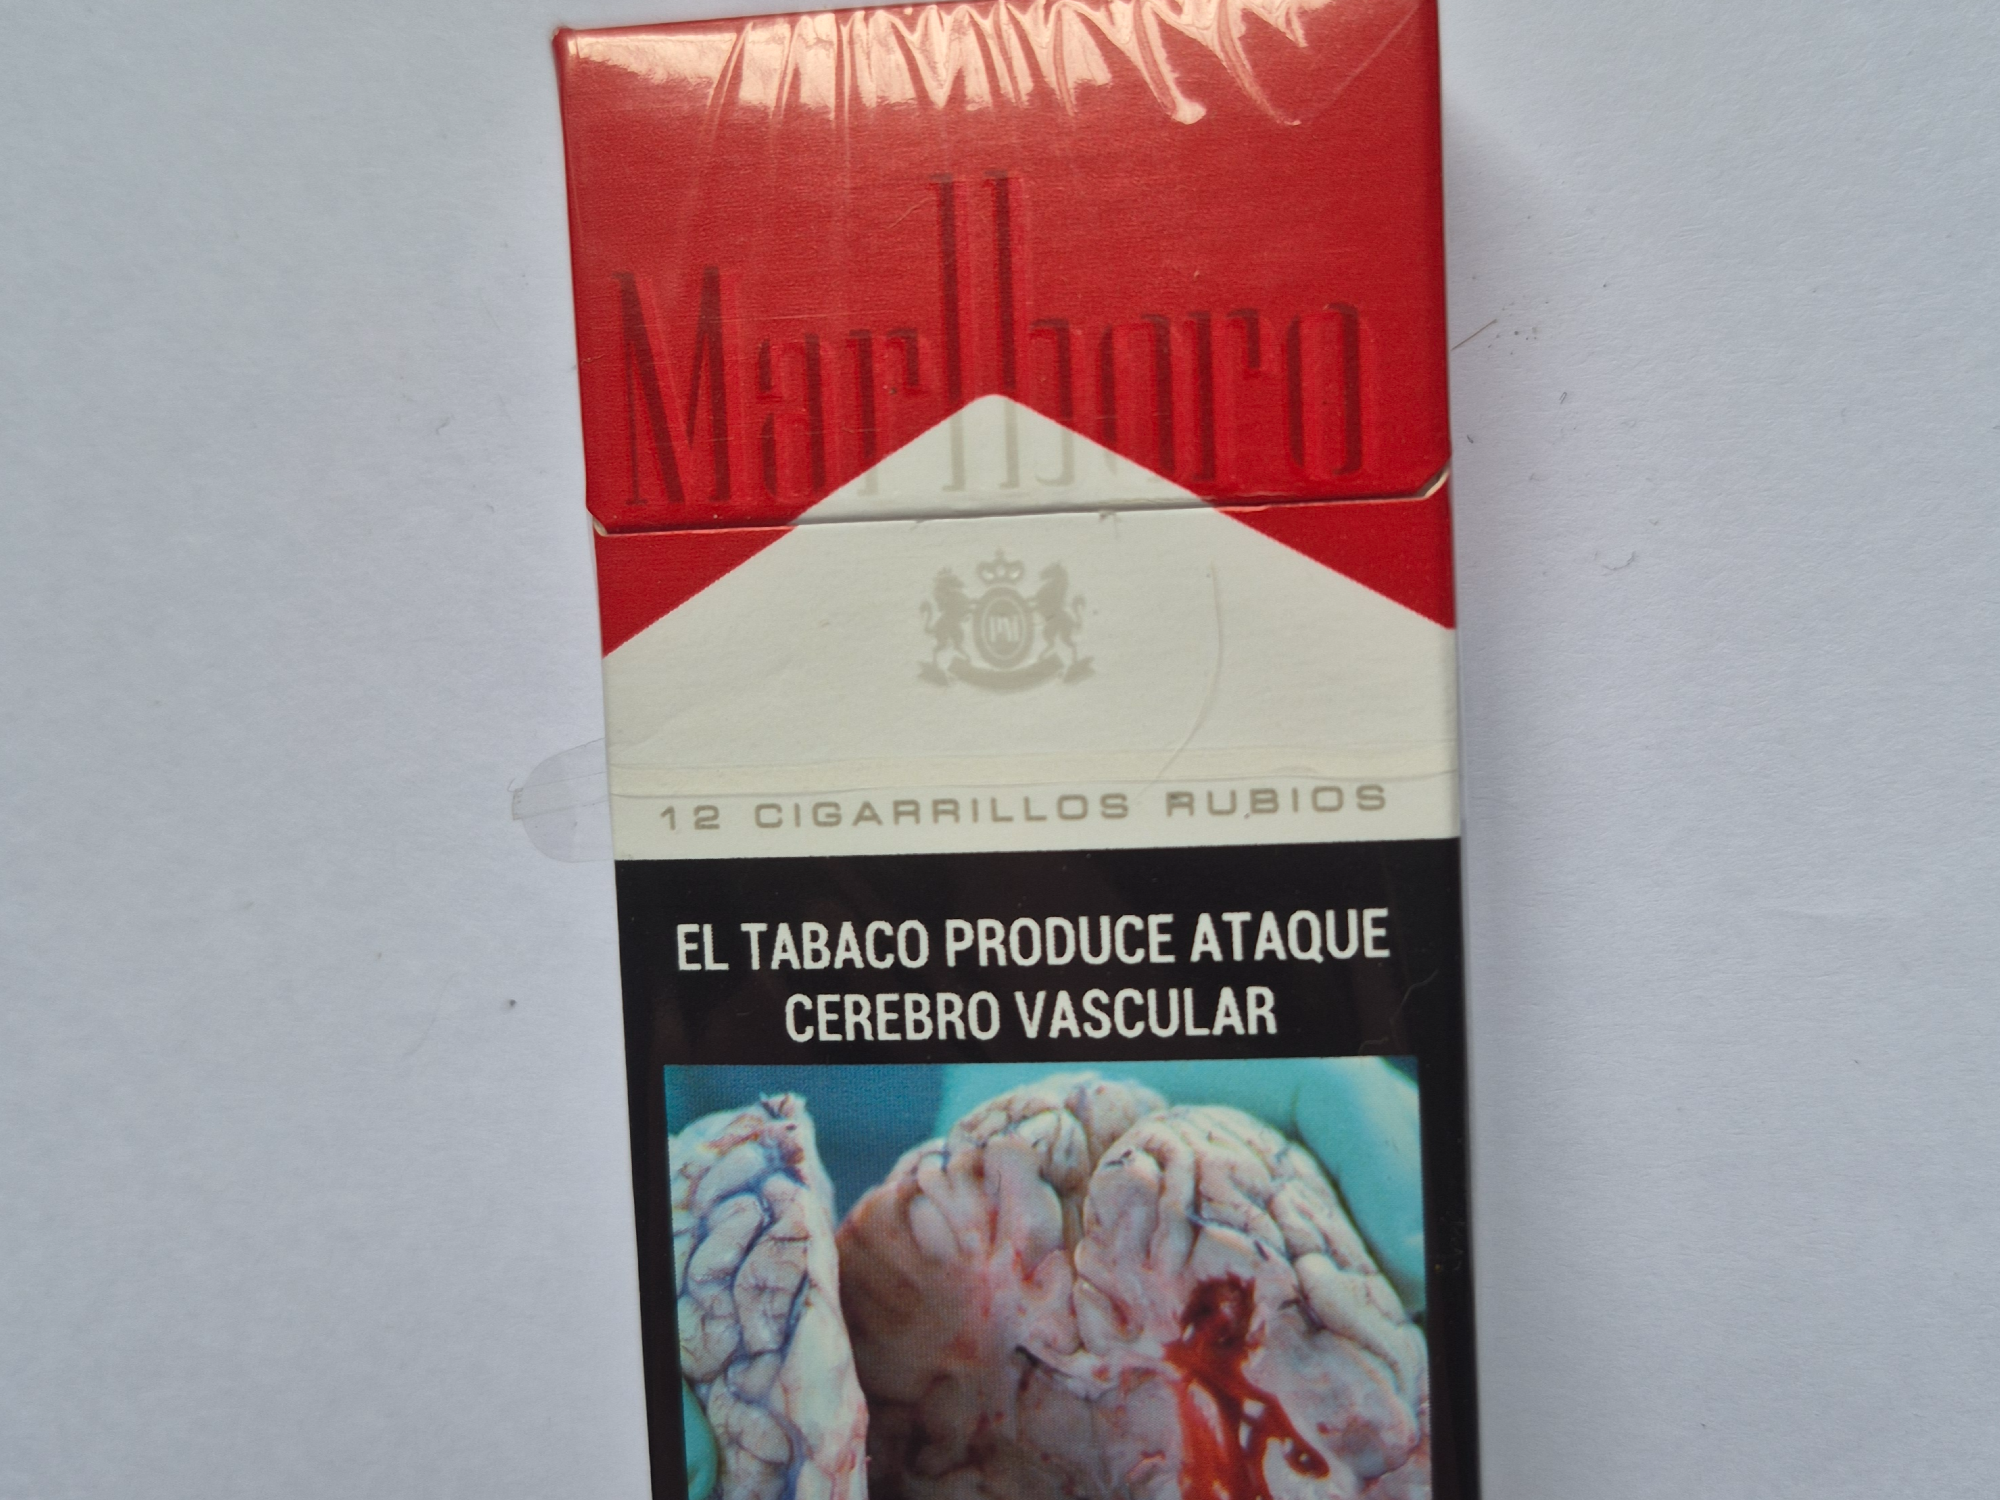 Marlboro
12 CIGARRILLOS RUBIOS
EL TABACO PRODUCE ATAQUE
CEREBRO VASCULAR